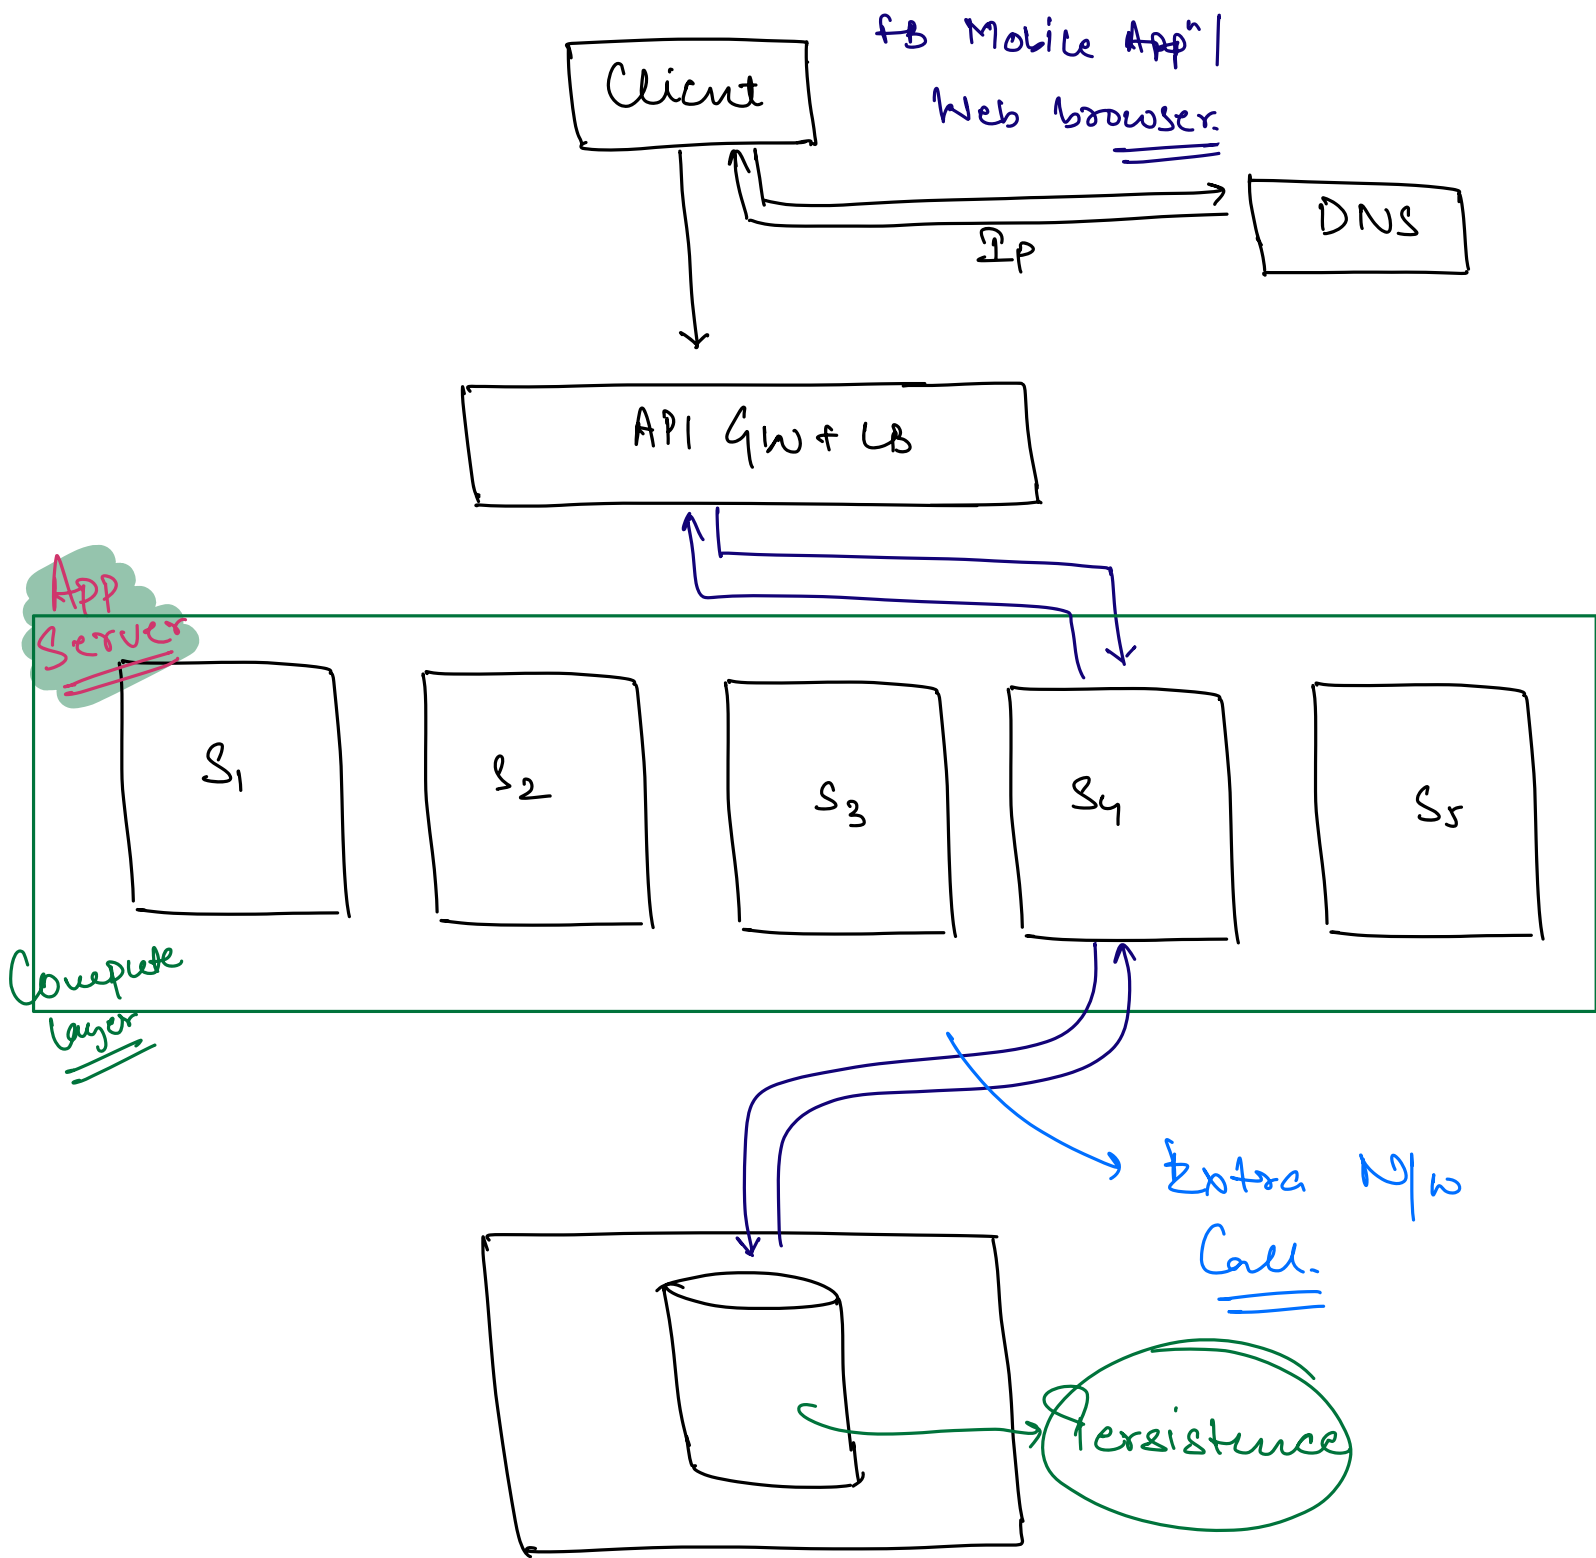 Client
FB Mobile Appⁿ |
Web browser.
DNS
Ip
API GW + LB
App
Server
S1
S2
S3
S4
S5
Compute
layer
Extra N/w
Call.
Persistence